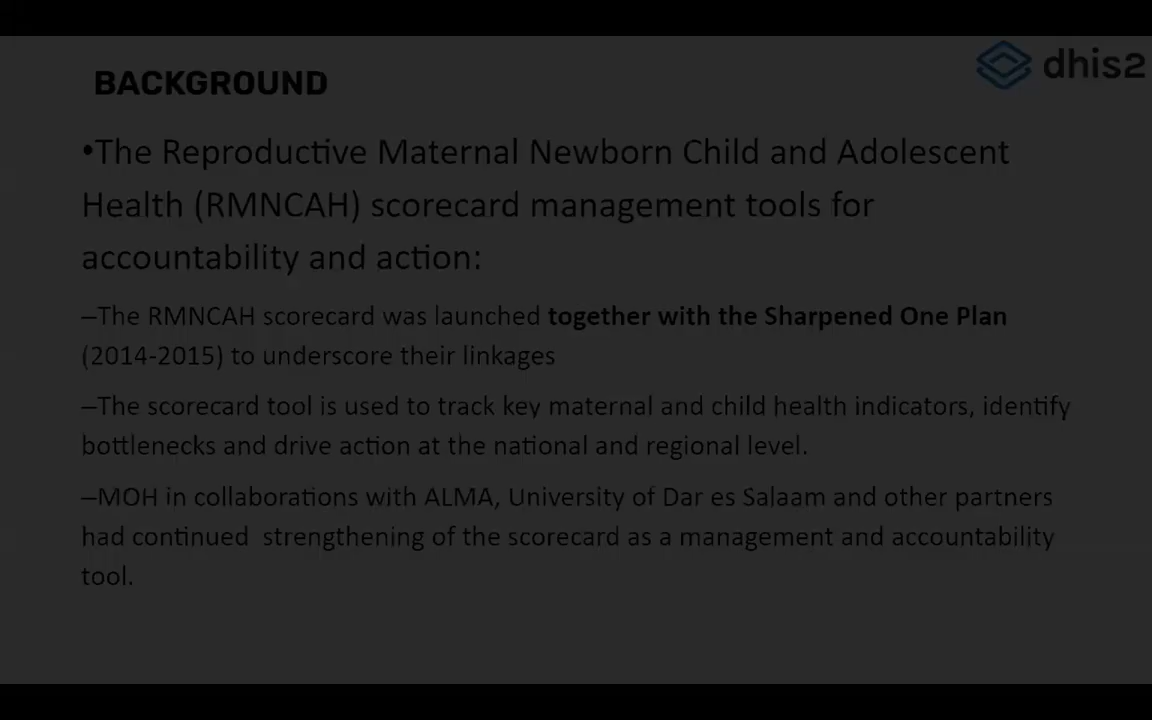 dhis2
BACKGROUND
•The Reproductive Maternal Newborn Child and Adolescent
Health (RMNCAH) scorecard management tools for
accountability and action:
–The RMNCAH scorecard was launched together with the Sharpened One Plan
(2014-2015) to underscore their linkages
–The scorecard tool is used to track key maternal and child health indicators, identify
bottlenecks and drive action at the national and regional level.
–MOH in collaborations with ALMA, University of Dar es Salaam and other partners
had continued  strengthening of the scorecard as a management and accountability
tool.